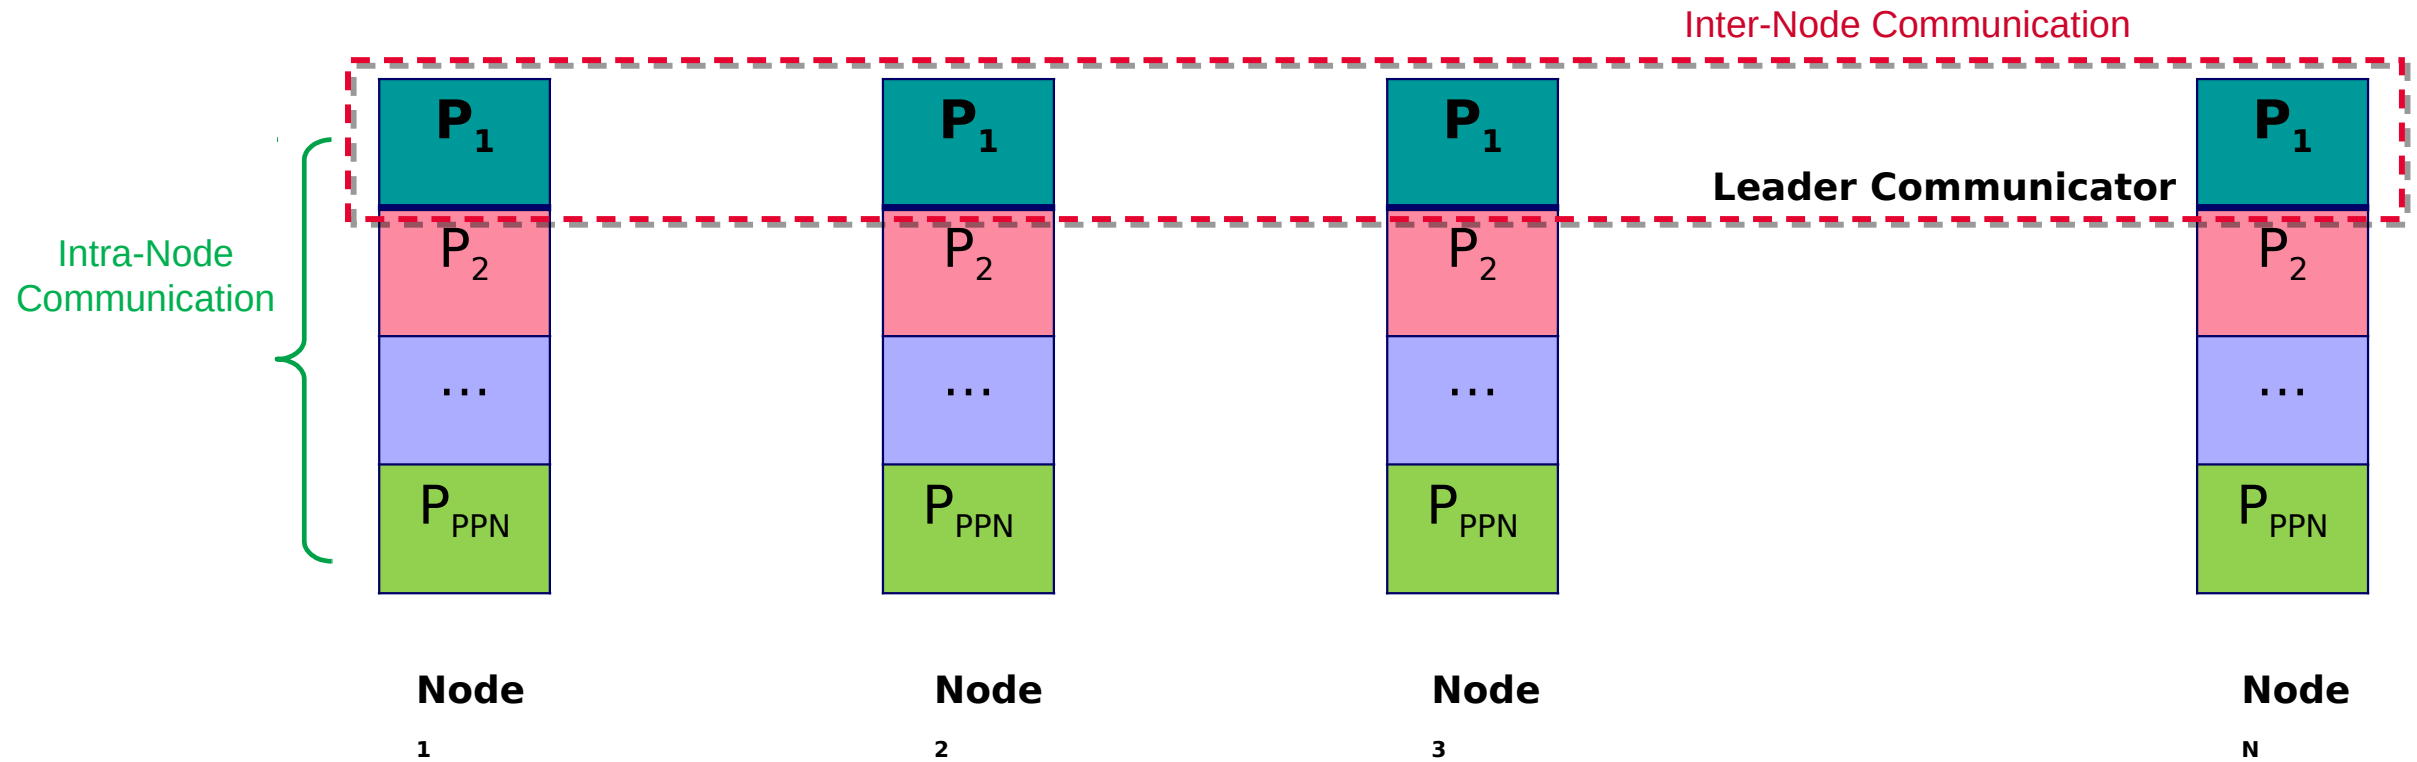 Inter-Node Communication
P1 P1 P1 P1
Leader Communicator
P2 P2 P2 P2
Intra-Node
Communication
... ... ... ...
PPPN PPPN PPPN PPPN
Node Node Node Node
1 2 3 N